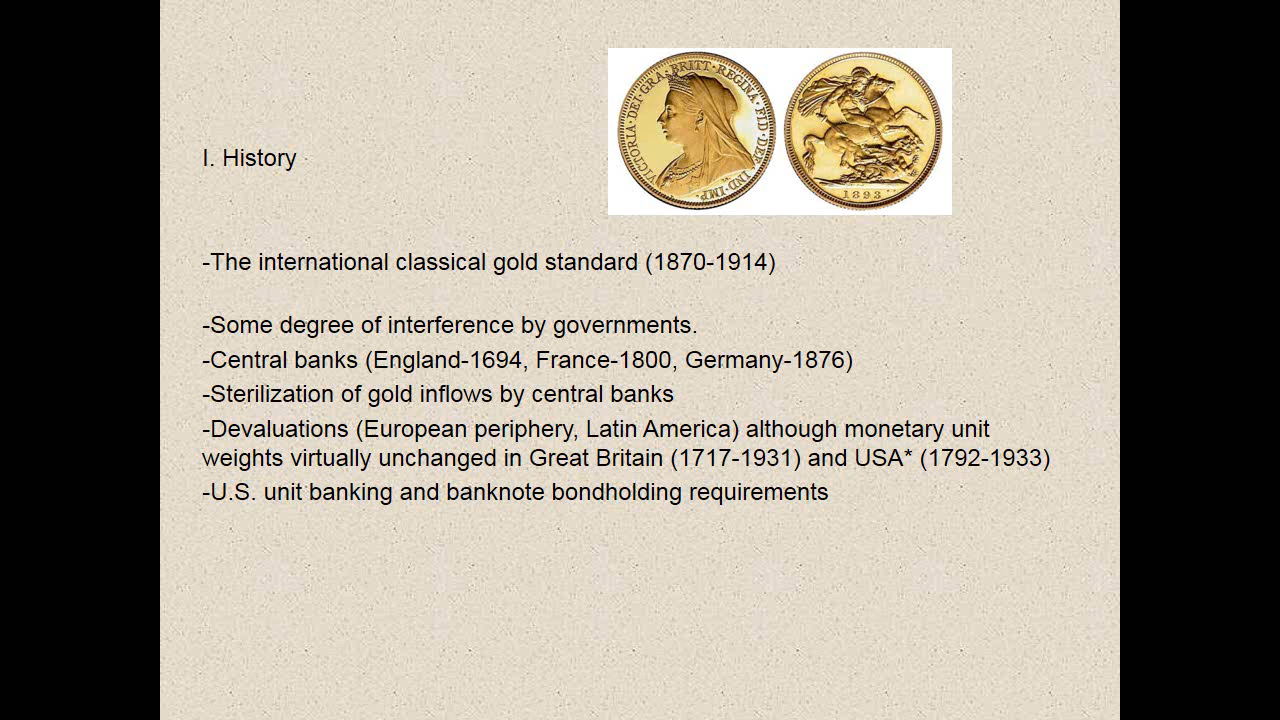 VICTORIA·DEI·GRA·BRITT·REGINA·FID·DEF·IND·IMP·
1893
I. History
-The international classical gold standard (1870-1914)
-Some degree of interference by governments.
-Central banks (England-1694, France-1800, Germany-1876)
-Sterilization of gold inflows by central banks
-Devaluations (European periphery, Latin America) although monetary unit
weights virtually unchanged in Great Britain (1717-1931) and USA* (1792-1933)
-U.S. unit banking and banknote bondholding requirements